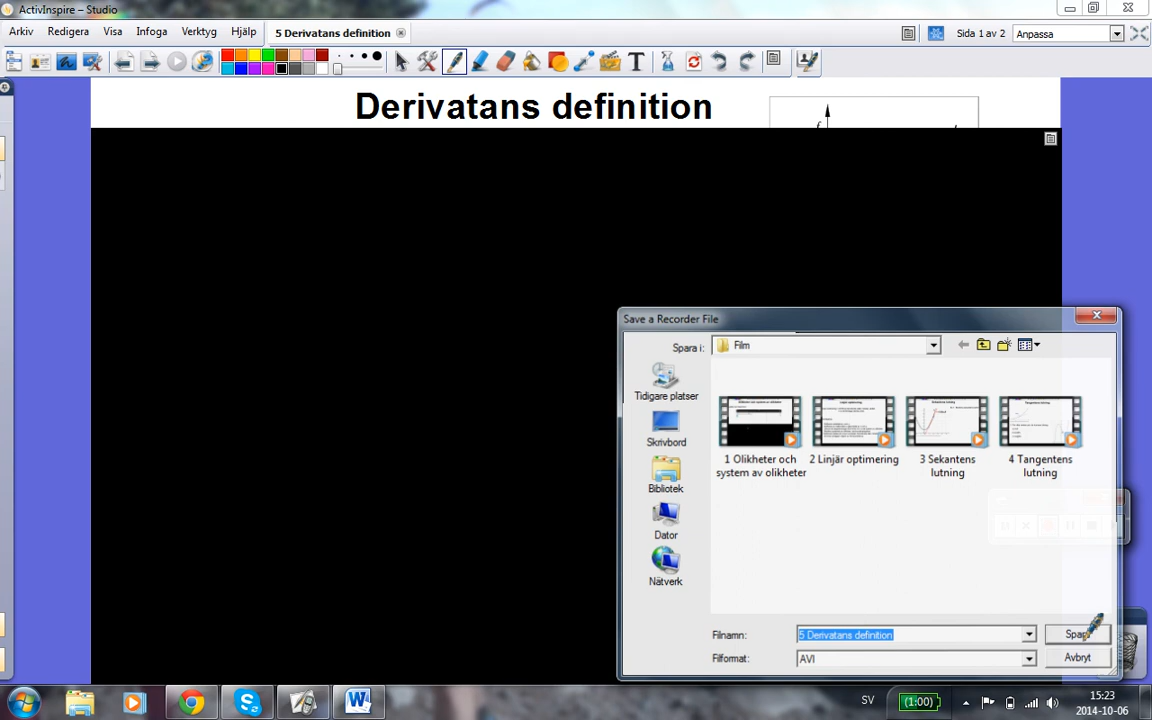 ActivInspire – Studio
Arkiv Redigera Visa Infoga Verktyg Hjälp
5 Derivatans definition
Sida 1 av 2
Anpassa
Derivatans definition
f
Save a Recorder File
Spara i:
Film
Tidigare platser
Skrivbord
Bibliotek
Dator
Nätverk
1 Olikheter och
system av olikheter
2 Linjär optimering
3 Sekantens
lutning
4 Tangentens
lutning
Filnamn:
5 Derivatans definition
Spara
Filformat:
AVI
Avbryt
SV
(1:00)
15:23
2014-10-06